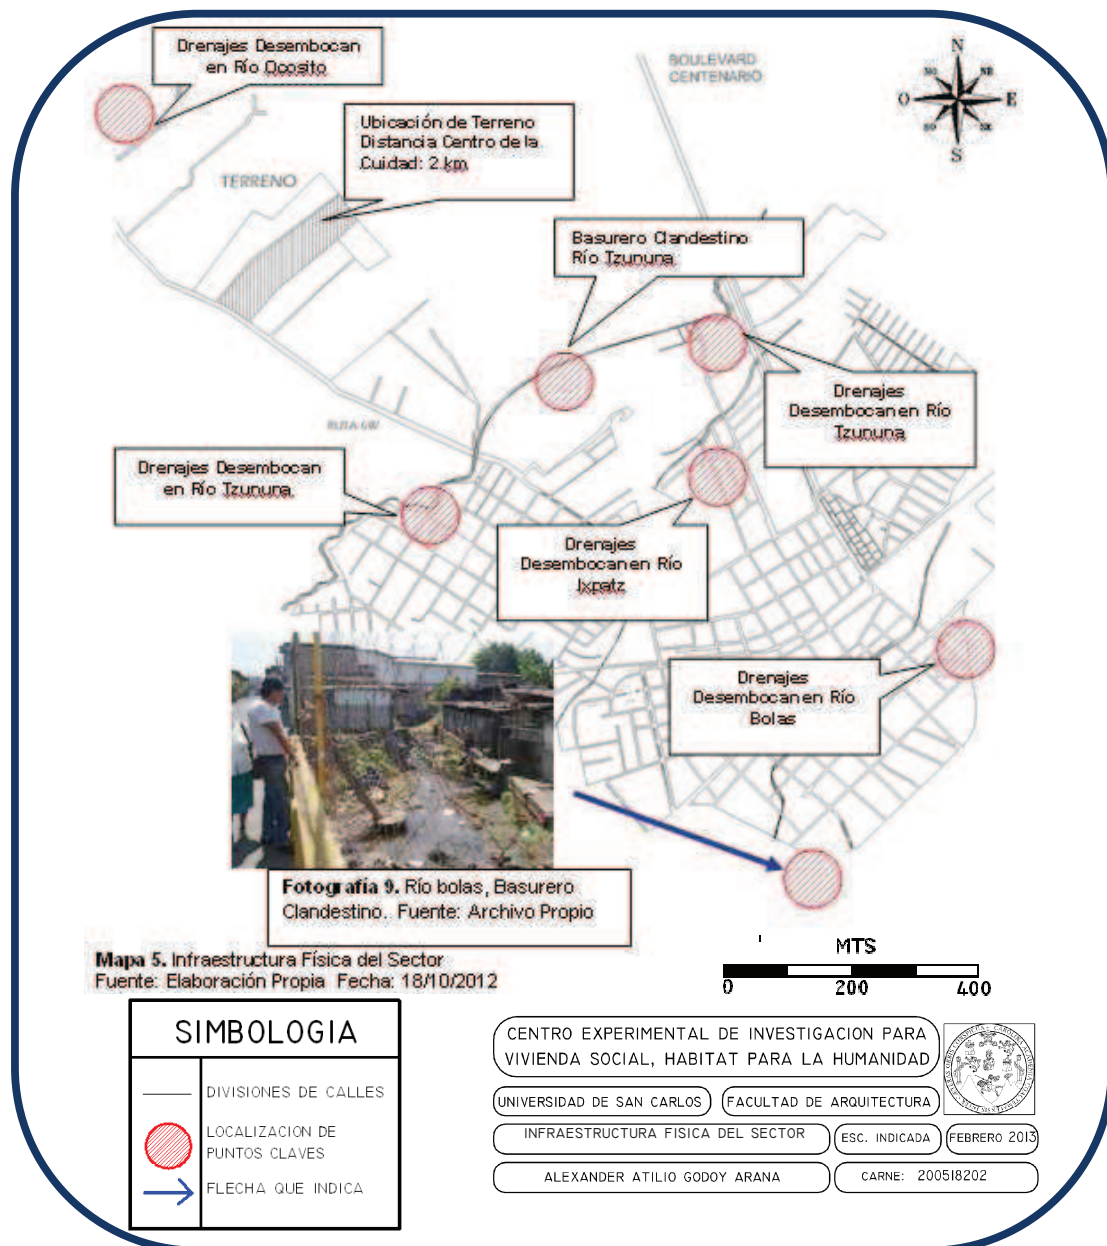 Drenajes Desembocan
en Río Ocosito
BOULEVARD
CENTENARIO
N
NO
NE
O
E
SO
SE
S
Ubicación de Terreno
Distancia Centro de la
Cuidad: 2 km
TERRENO
Basurero Clandestino
Río Tzununa
Drenajes
Desembocan en Río
Tzununa
RUTA 6W
Drenajes Desembocan
en Río Tzununa
Drenajes
Desembocan en Río
Ixpatz
Drenajes
Desembocan en Río
Bolas
Fotografía 9. Río bolas, Basurero
Clandestino. Fuente: Archivo Propio
Mapa 5. Infraestructura Física del Sector
Fuente: Elaboración Propia Fecha: 18/10/2012
MTS
0 200 400
SIMBOLOGIA
DIVISIONES DE CALLES
LOCALIZACION DE
PUNTOS CLAVES
FLECHA QUE INDICA
CENTRO EXPERIMENTAL DE INVESTIGACION PARA
VIVIENDA SOCIAL, HABITAT PARA LA HUMANIDAD
UNIVERSIDAD DE SAN CARLOS
FACULTAD DE ARQUITECTURA
INFRAESTRUCTURA FISICA DEL SECTOR
ESC. INDICADA
FEBRERO 2013
ALEXANDER ATILIO GODOY ARANA
CARNE: 200518202